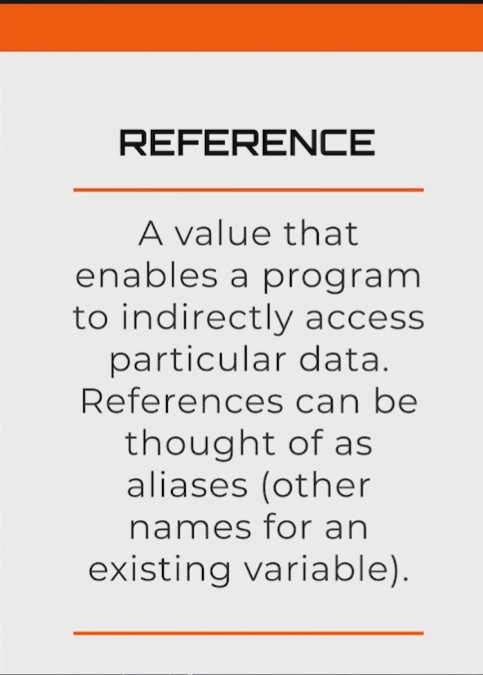 REFERENCE
A value that
enables a program
to indirectly access
particular data.
References can be
thought of as
aliases (other
names for an
existing variable).